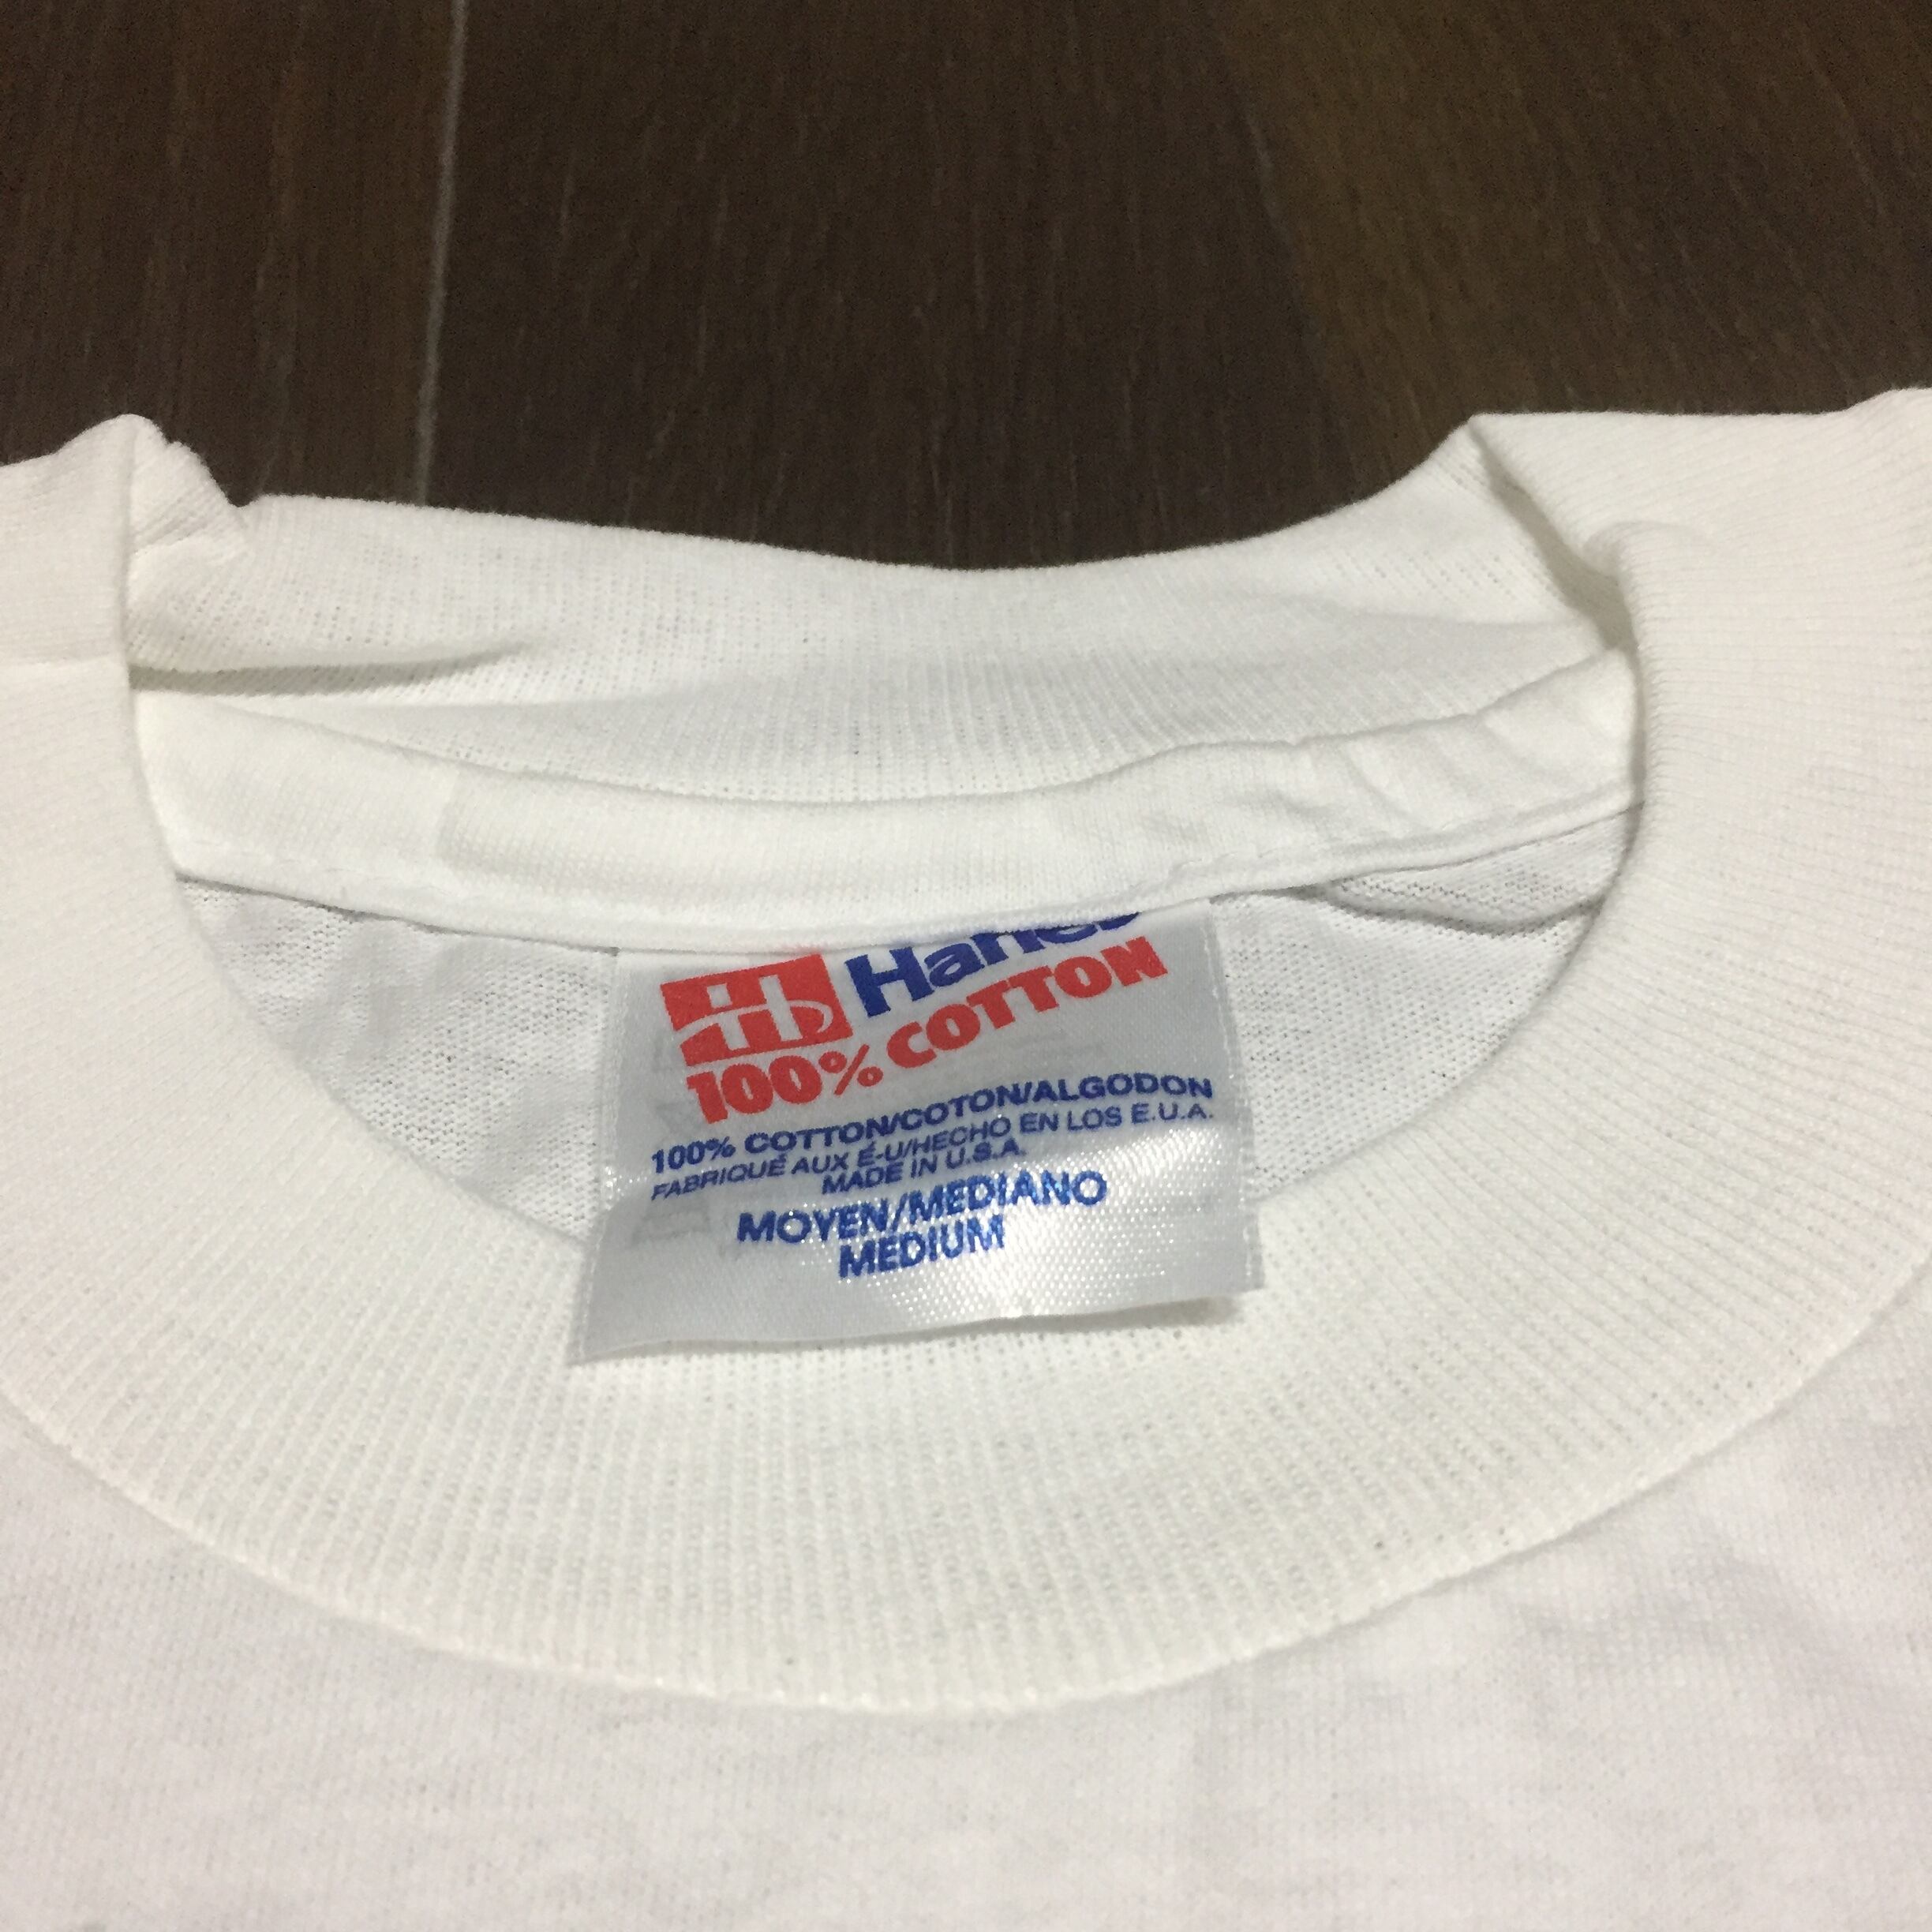 Hanes
100% COTTON
100% COTTON/COTON/ALGODON
FABRIQUÉ AUX É-U/HECHO EN LOS E.U.A.
MADE IN U.S.A.
MOYEN/MEDIANO
MEDIUM